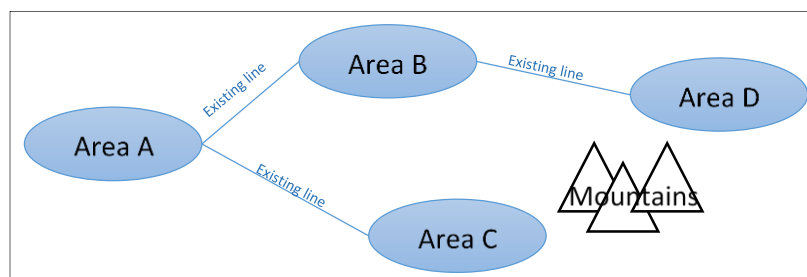 Area B
Existing line
Existing line
Area D
Area A
Existing line
Mountains
Area C